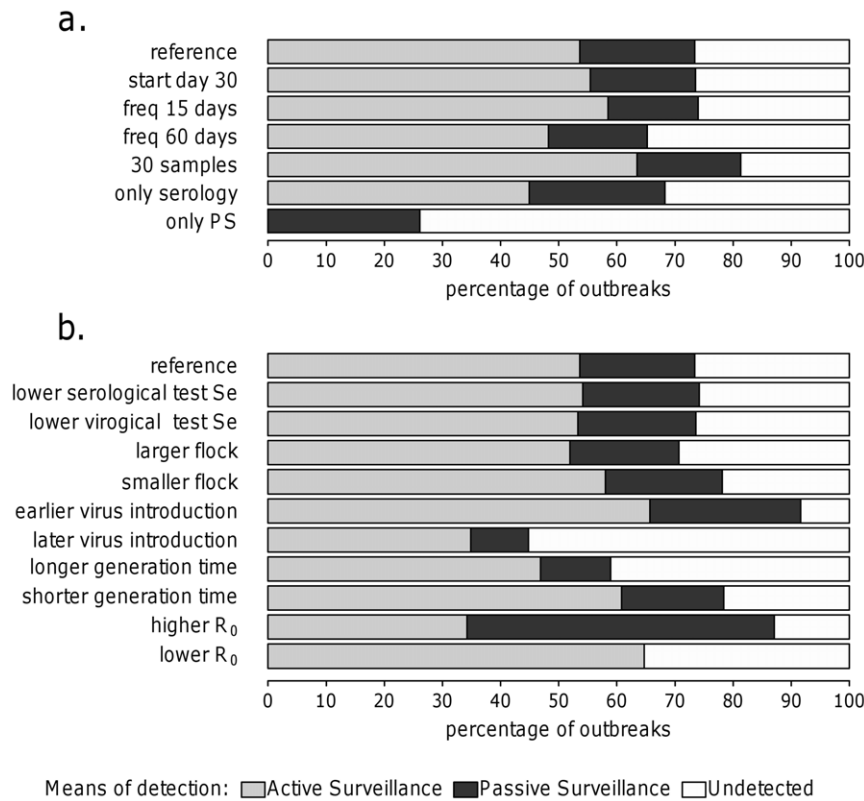 a.
reference
start day 30
freq 15 days
freq 60 days
30 samples
only serology
only PS
0 10 20 30 40 50 60 70 80 90 100
percentage of outbreaks
b.
reference
lower serological test Se
lower virogical test Se
larger flock
smaller flock
earlier virus introduction
later virus introduction
longer generation time
shorter generation time
higher R₀
lower R₀
0 10 20 30 40 50 60 70 80 90 100
percentage of outbreaks
Means of detection: Active Surveillance Passive Surveillance Undetected